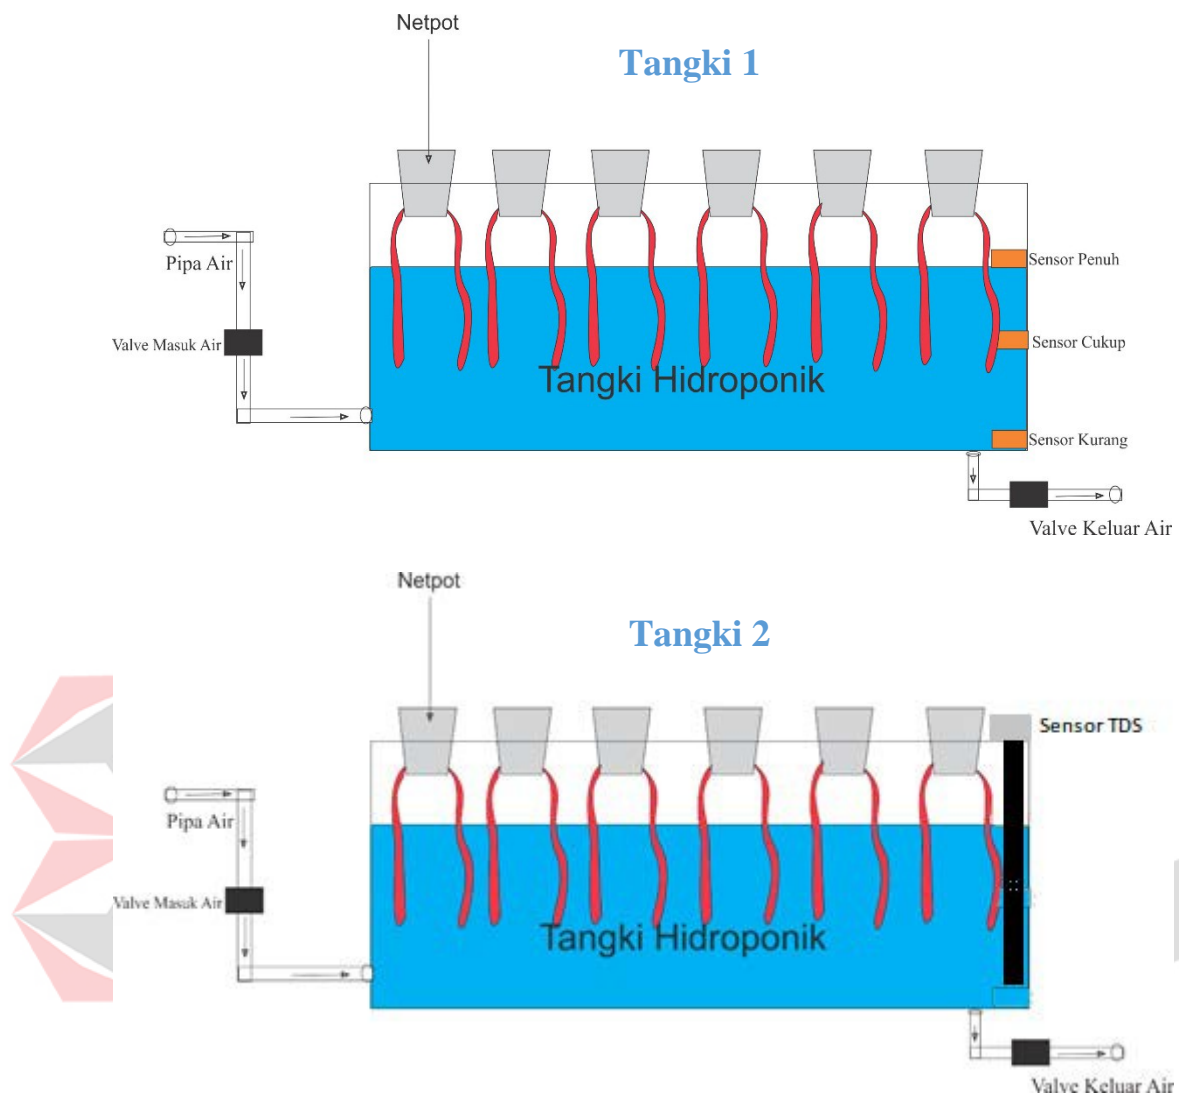 Netpot
Tangki 1
Pipa Air
Sensor Penuh
Valve Masuk Air
Sensor Cukup
Tangki Hidroponik
Sensor Kurang
Valve Keluar Air
Netpot
Tangki 2
Sensor TDS
Pipa Air
Valve Masuk Air
Tangki Hidroponik
Valve Keluar Air